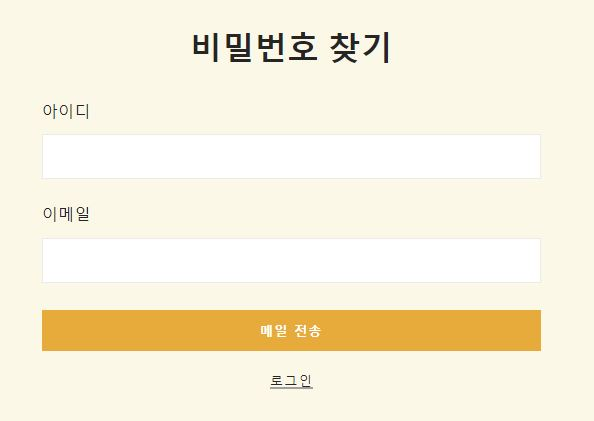 비밀번호 찾기
아이디
이메일
메일 전송
로그인